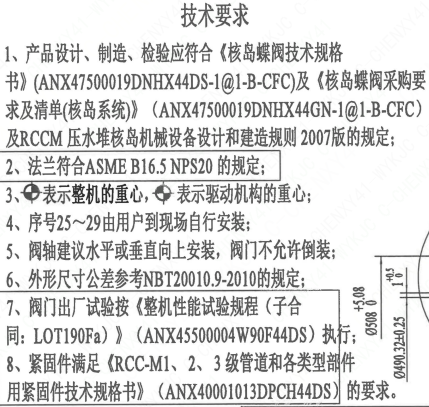 技术要求
1、产品设计、制造、检验应符合《核岛蝶阀技术规格
书》(ANX47500019DNHX44DS-1@1-B-CFC)及《核岛蝶阀采购要
求及清单(核岛系统)》（ANX47500019DNHX44GN-1@1-B-CFC）
及RCCM 压水堆核岛机械设备设计和建造规则 2007版的规定；
2、法兰符合ASME B16.5 NPS20 的规定；
3、表示整机的重心，表示驱动机构的重心；
4、序号25～29由用户到现场自行安装；
5、阀轴建议水平或垂直向上安装，阀门不允许倒装；
6、外形尺寸公差参考NBT20010.9-2010的规定；
7、阀门出厂试验按《整机性能试验规程（子合
同：LOT190Fa）》（ANX45500004W90F44DS）执行；
8、紧固件满足《RCC-M1、2、3 级管道和各类型部件
用紧固件技术规格书》（ANX40001013DPCH44DS）的要求。
Ø508 +5.08 0
Ø490.32±0.25
1 +0.5 0